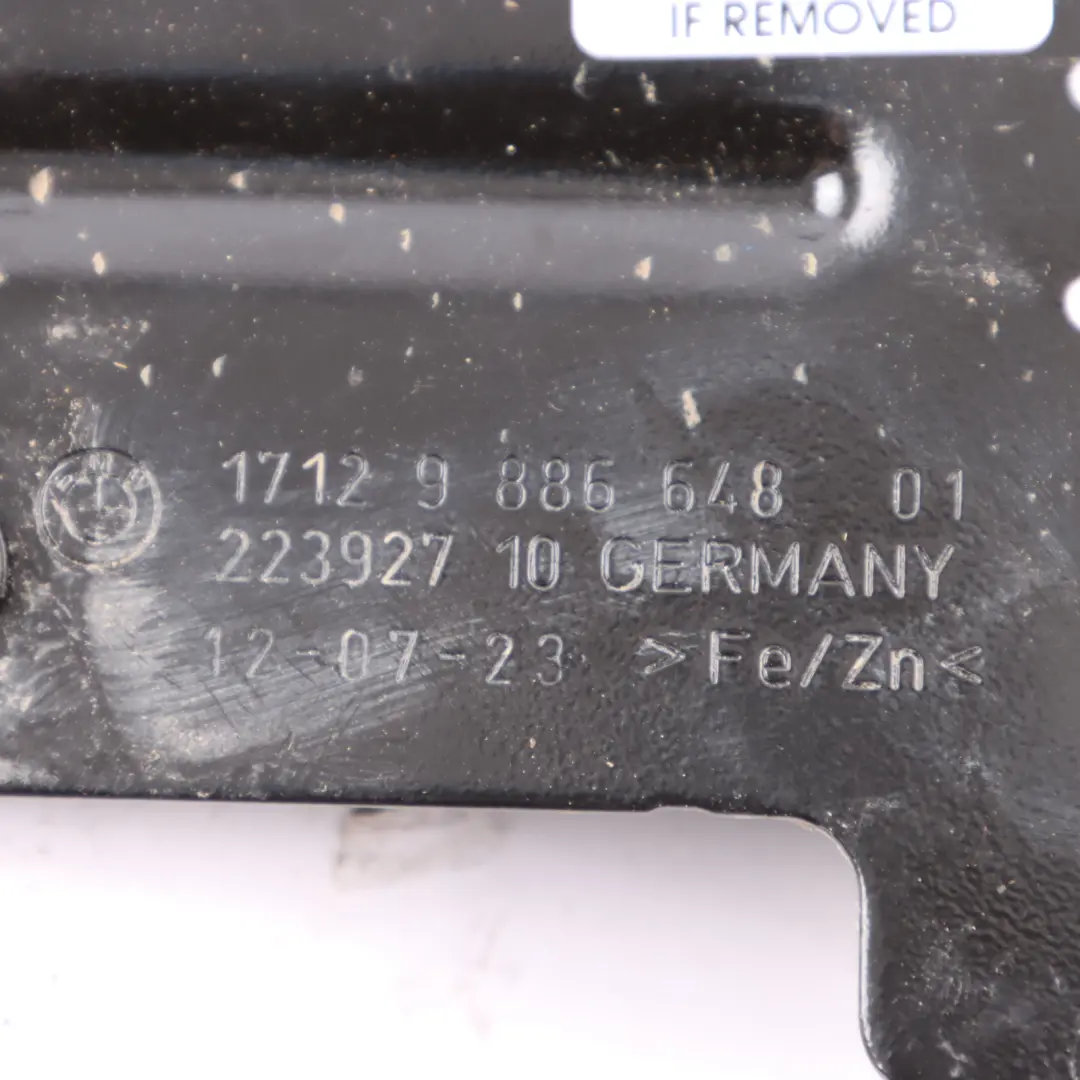 IF REMOVED
1712 9 886 648 01
223927 10 GERMANY
12-07-23 >Fe/Zn<